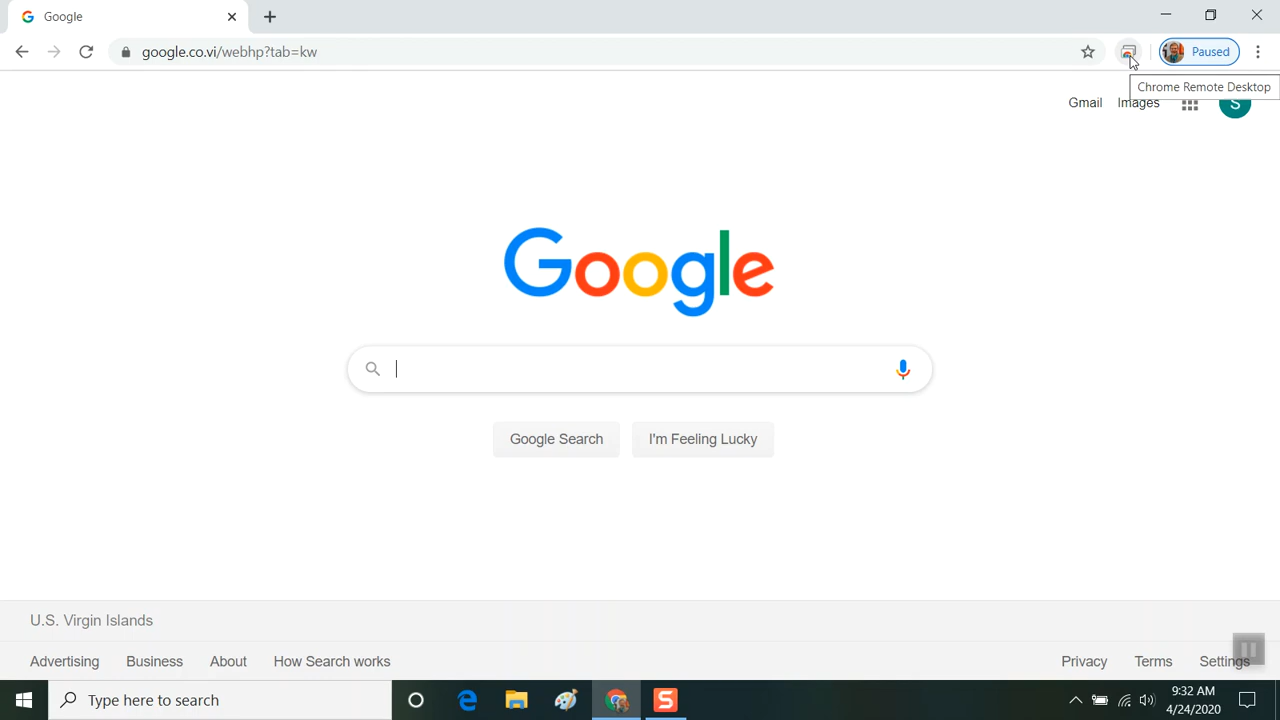 Google
google.co.vi/webhp?tab=kw
Paused
Chrome Remote Desktop
Gmail
Images
S
Google
Google Search
I'm Feeling Lucky
U.S. Virgin Islands
Advertising
Business
About
How Search works
Privacy
Terms
Settings
Type here to search
S
9:32 AM
4/24/2020